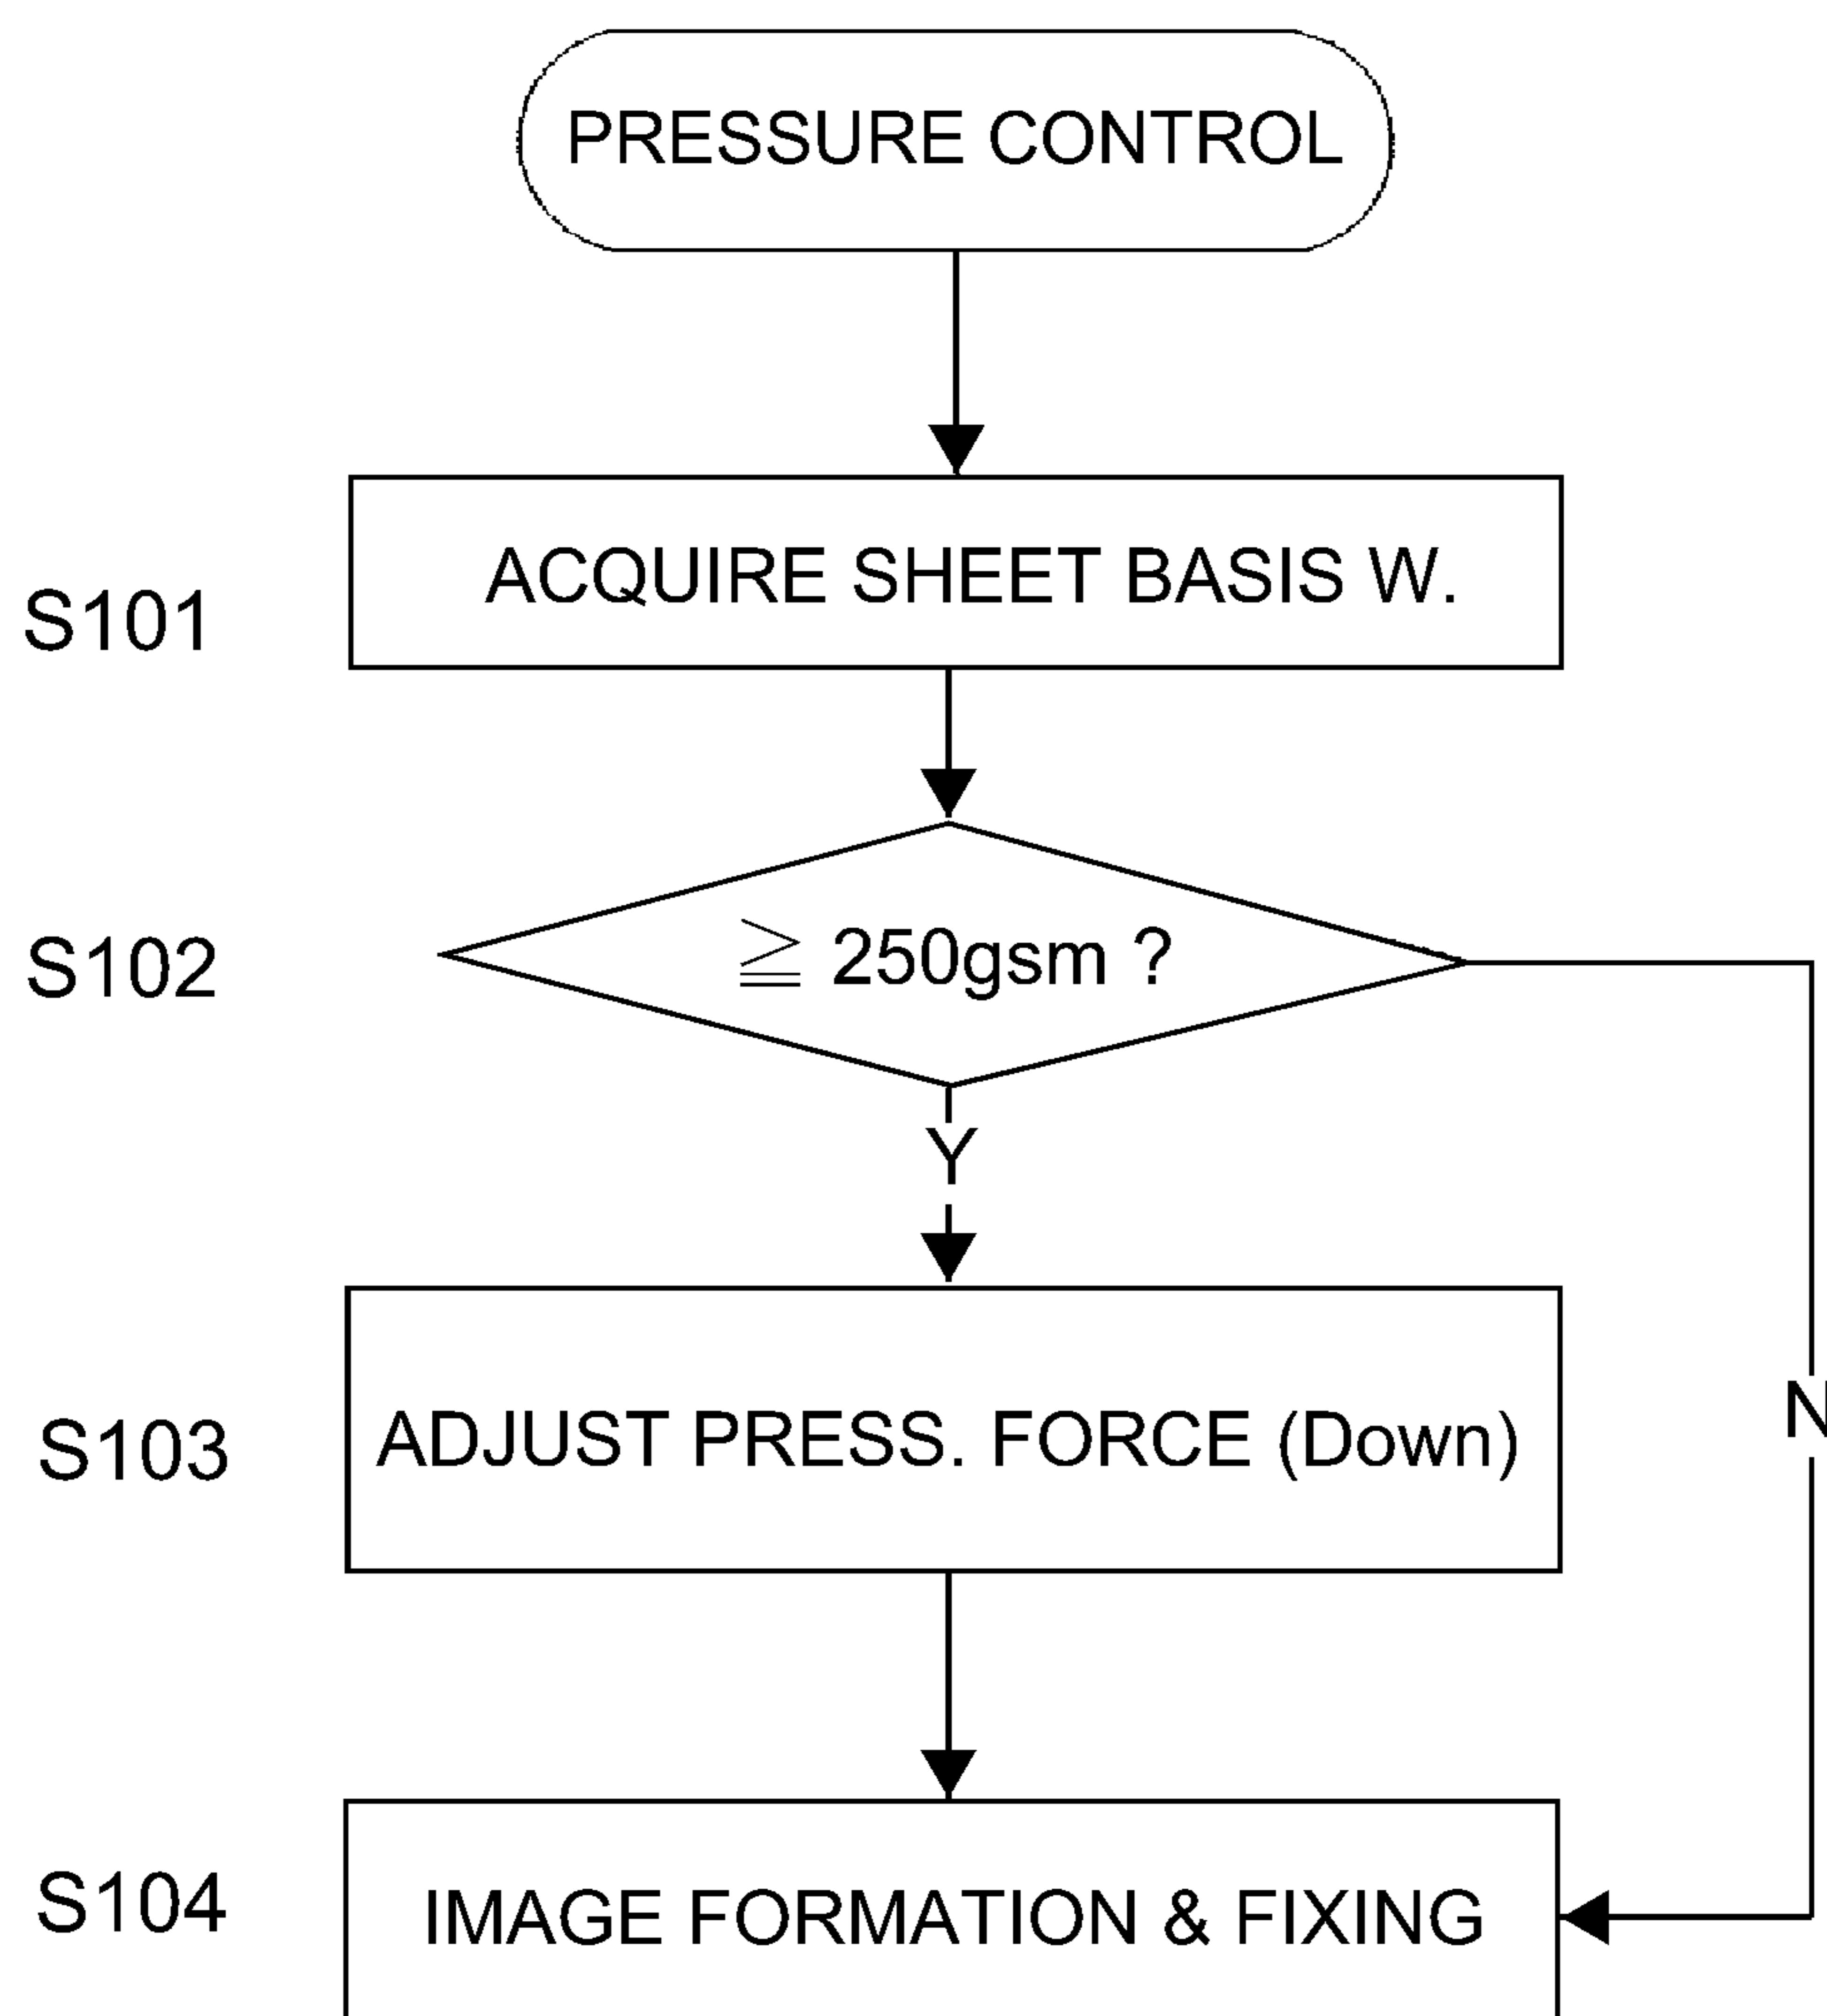 PRESSURE CONTROL
S101
ACQUIRE SHEET BASIS W.
S102
≧ 250gsm ?
Y
S103
ADJUST PRESS. FORCE (Down)
N
S104
IMAGE FORMATION & FIXING